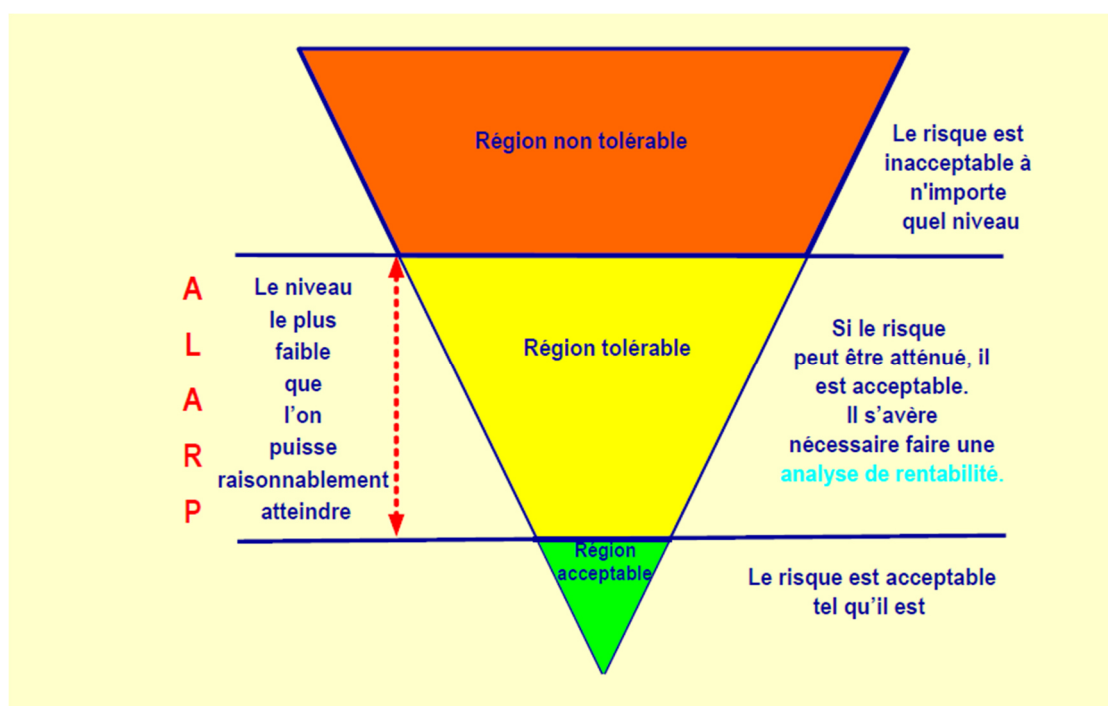 Région non tolérable
Le risque est
inacceptable à
n'importe
quel niveau
A
L
A
R
P
Le niveau
le plus
faible
que
l’on
puisse
raisonnablement
atteindre
Région tolérable
Si le risque
peut être atténué, il
est acceptable.
Il s’avère
nécessaire faire une
analyse de rentabilité.
Région
acceptable
Le risque est acceptable
tel qu’il est